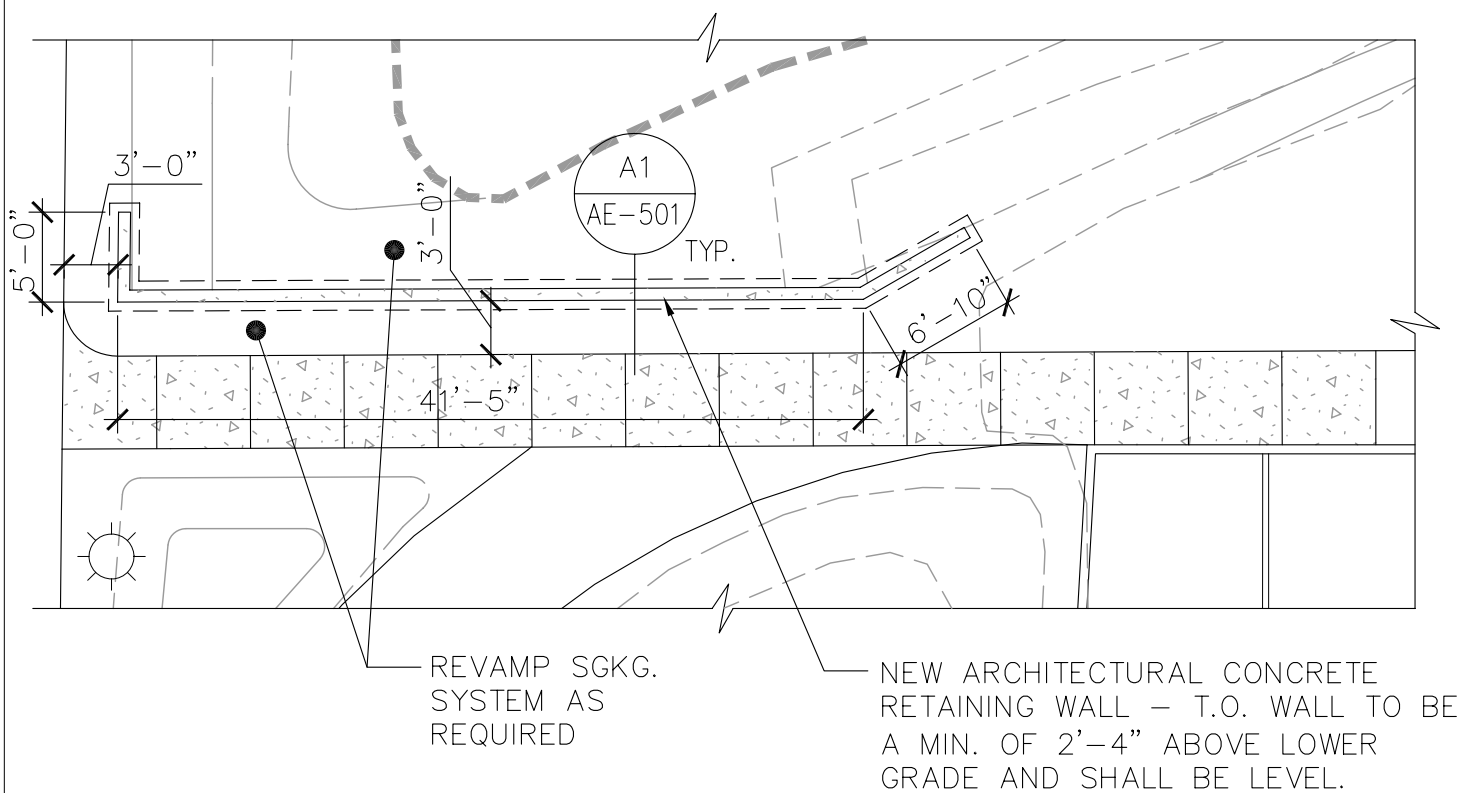 3'-0"
5'-0"
3'-0"
A1
AE-501
TYP.
6'-10"
41'-5"
REVAMP SGKG.
SYSTEM AS
REQUIRED
NEW ARCHITECTURAL CONCRETE
RETAINING WALL – T.O. WALL TO BE
A MIN. OF 2'-4" ABOVE LOWER
GRADE AND SHALL BE LEVEL.